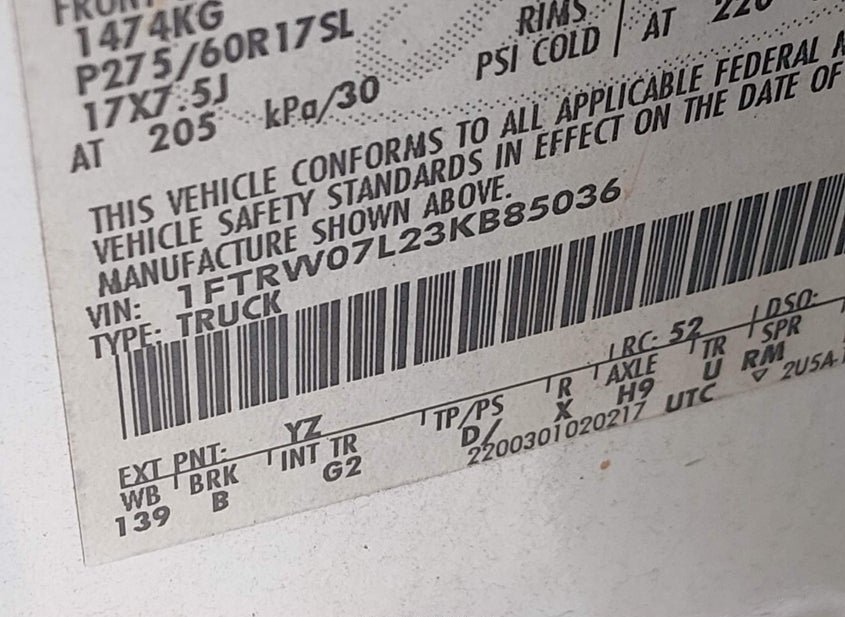 FRONT
1474KG
P275/60R17SL
17X7.5J
RIMS
AT 205 kPa/30 PSI COLD AT 220
THIS VEHICLE CONFORMS TO ALL APPLICABLE FEDERAL
VEHICLE SAFETY STANDARDS IN EFFECT ON THE DATE OF
MANUFACTURE SHOWN ABOVE.
VIN: 1FTRW07L23KB85036
TYPE: TRUCK
EXT PNT: YZ RC: 52 DSO:
WB BRK INT TR TP/PS R AXLE TR SPR
139 B G2 D/ X H9 U RM
2200301020217 UTC ▽ 2U5A